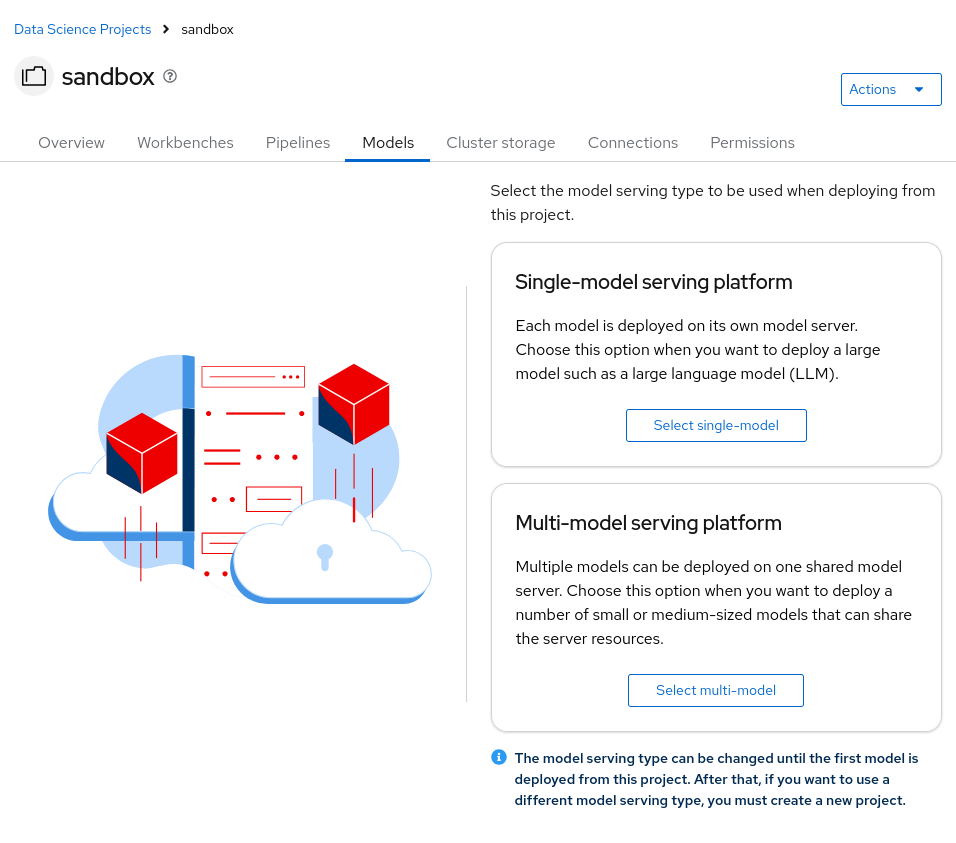 Data Science Projects > sandbox
sandbox
Actions
Overview Workbenches Pipelines Models Cluster storage Connections Permissions
Select the model serving type to be used when deploying from
this project.
Single-model serving platform
Each model is deployed on its own model server.
Choose this option when you want to deploy a large
model such as a large language model (LLM).
Select single-model
Multi-model serving platform
Multiple models can be deployed on one shared model
server. Choose this option when you want to deploy a
number of small or medium-sized models that can share
the server resources.
Select multi-model
The model serving type can be changed until the first model is
deployed from this project. After that, if you want to use a
different model serving type, you must create a new project.